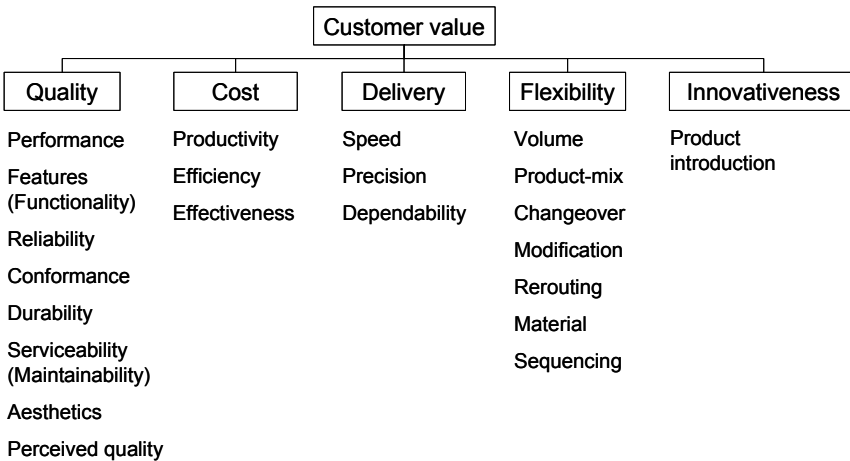 Customer value
Quality
Performance
Features
(Functionality)
Reliability
Conformance
Durability
Serviceability
(Maintainability)
Aesthetics
Perceived quality
Cost
Productivity
Efficiency
Effectiveness
Delivery
Speed
Precision
Dependability
Flexibility
Volume
Product-mix
Changeover
Modification
Rerouting
Material
Sequencing
Innovativeness
Product
introduction